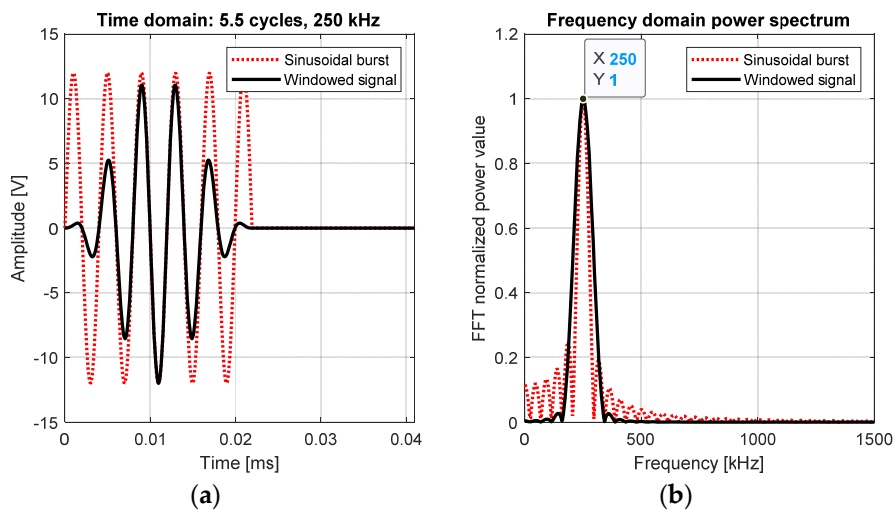 Time domain: 5.5 cycles, 250 kHz
15
10
5
0
-5
-10
-15
Amplitude [V]
Sinusoidal burst
Windowed signal
0
0.01
0.02
0.03
0.04
Time [ms]
(a)
Frequency domain power spectrum
1.2
1
0.8
0.6
0.4
0.2
0
FFT normalized power value
X 250
Y 1
Sinusoidal burst
Windowed signal
0
500
1000
1500
Frequency [kHz]
(b)